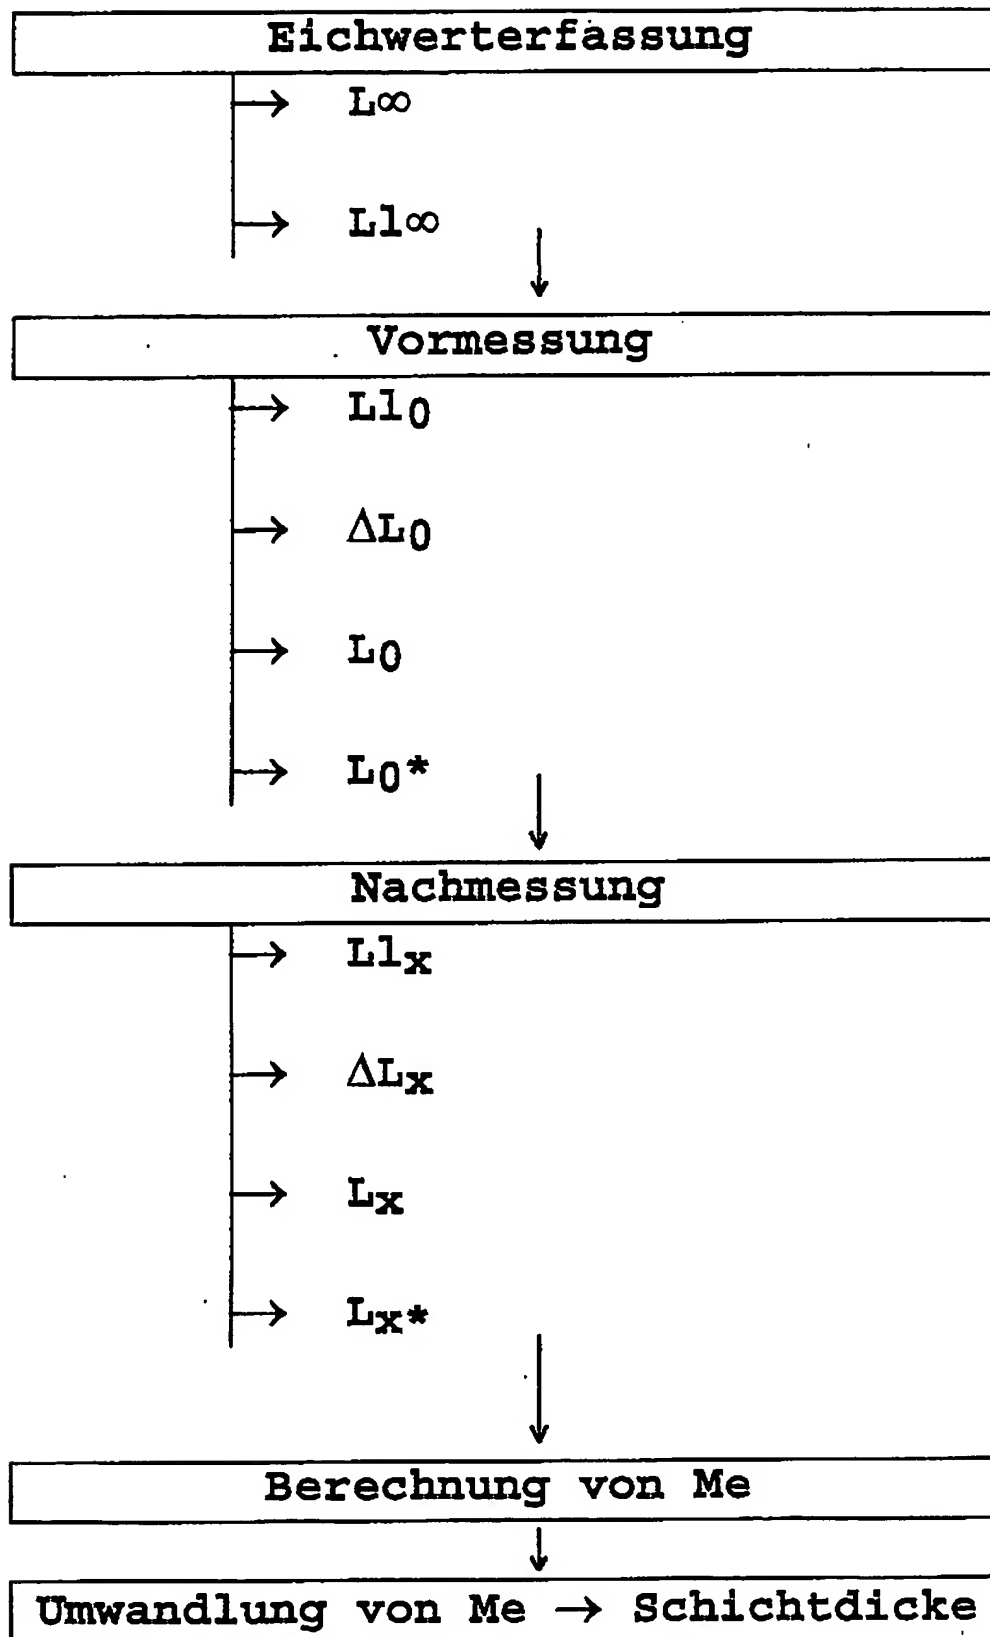 Eichwerterfassung
L∞
Ll∞
Vormessung
Ll₀
ΔL₀
L₀
L₀*
Nachmessung
Llₓ
ΔLₓ
Lₓ
Lₓ*
Berechnung von Me
Umwandlung von Me → Schichtdicke